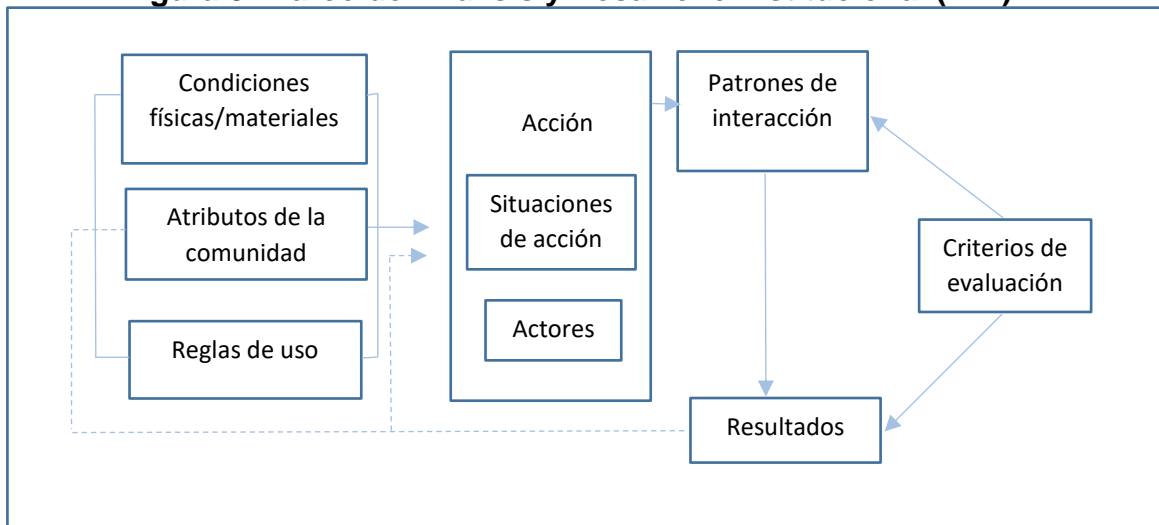 Condiciones
físicas/materiales
Atributos de la
comunidad
Reglas de uso
Acción
Situaciones
de acción
Actores
Patrones de
interacción
Criterios de
evaluación
Resultados